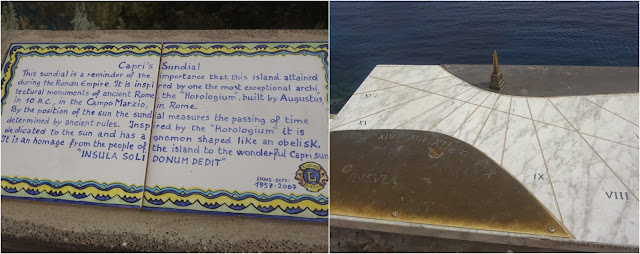 Capri's Sundial
This sundial is a reminder of the importance that this island attained
during the Roman Empire. It is inspired by one the most exceptional archi
tectural monuments of ancient Rome, the "Horologium", built by Augustus
in 10 B.C., in the Campo Marzio, in Rome.
By the position of the sun the sundial measures the passing of time
determined by ancient rules. Inspired by the "Horologium" it is
dedicated to the sun and has a gnomon shaped like an obelisk.
It is an homage from the people of the island to the wonderful Capri sun
"INSULA SOLI DONUM DEDIT"
LIONS CAPRI
1957-2007
L
XI
XIV
INSVLA
IX
VIII